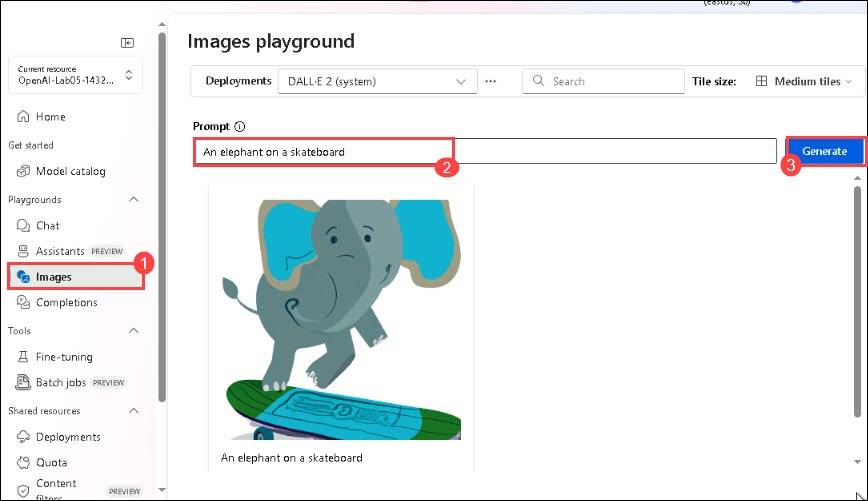 (eastus, S0)
Current resource
OpenAI-Lab05-1432...
Home
Get started
Model catalog
Playgrounds
Chat
Assistants PREVIEW
Images
1
Completions
Tools
Fine-tuning
Batch jobs PREVIEW
Shared resources
Deployments
Quota
Content PREVIEW
filters
Images playground
Deployments DALL·E 2 (system) ... Search Tile size: Medium tiles
Prompt
An elephant on a skateboard
2
Generate
3
An elephant on a skateboard